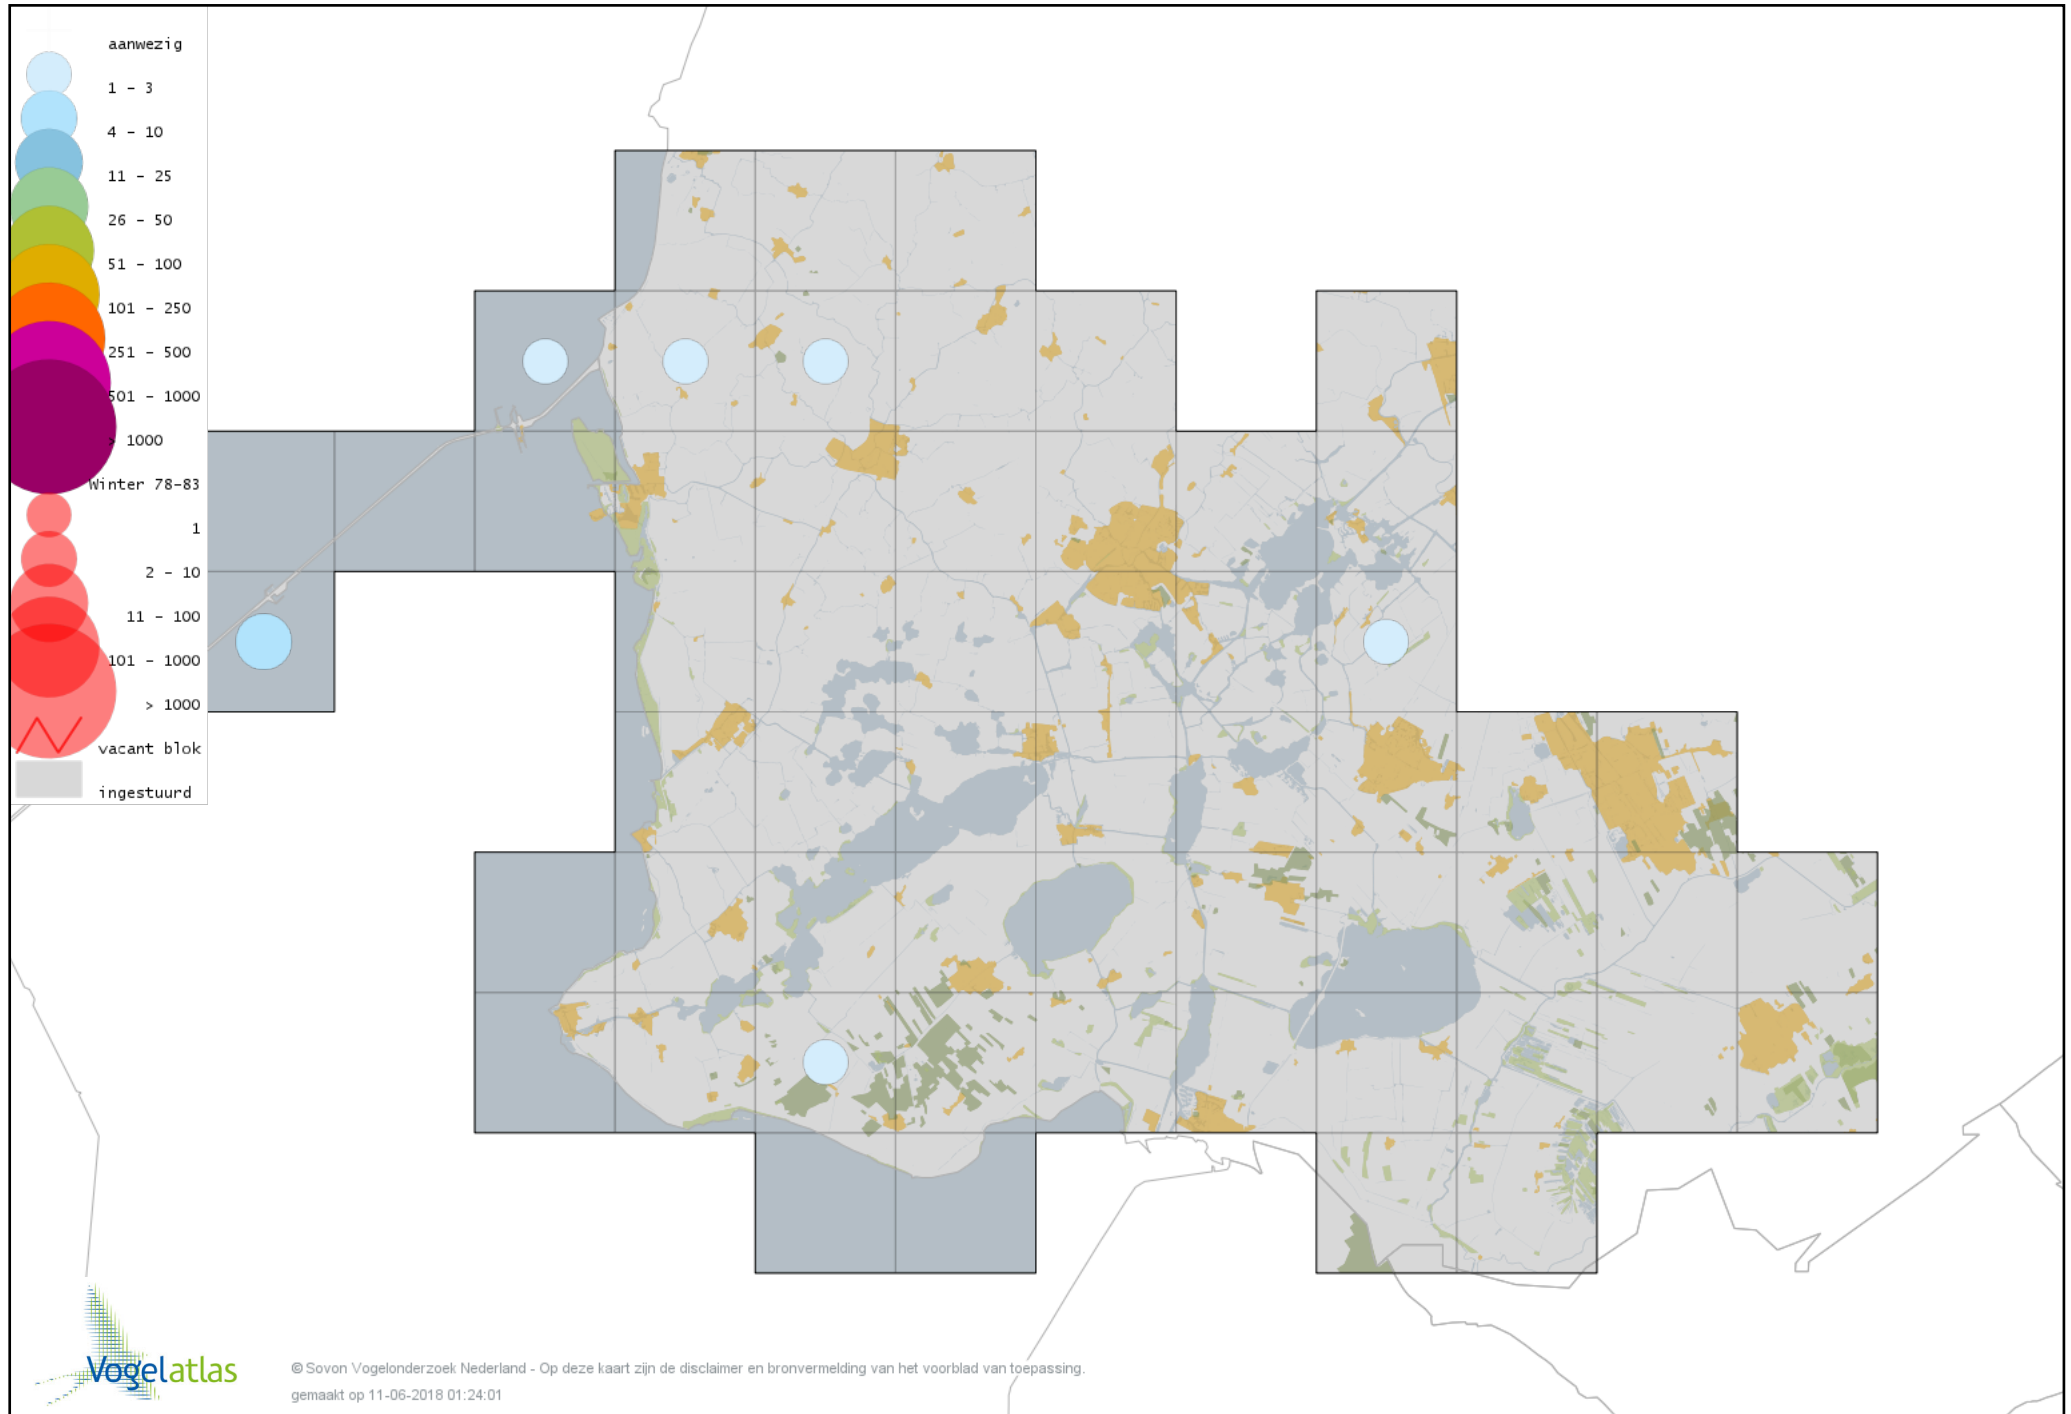 aanwezig
1 - 3
4 - 10
11 - 25
26 - 50
51 - 100
101 - 250
251 - 500
501 - 1000
> 1000
Winter 78-83
1
2 - 10
11 - 100
101 - 1000
> 1000
vacant blok
ingestuurd
Vogelatlas
© Sovon Vogelonderzoek Nederland - Op deze kaart zijn de disclaimer en bronvermelding van het voorblad van toepassing.
gemaakt op 11-06-2018 01:24:01